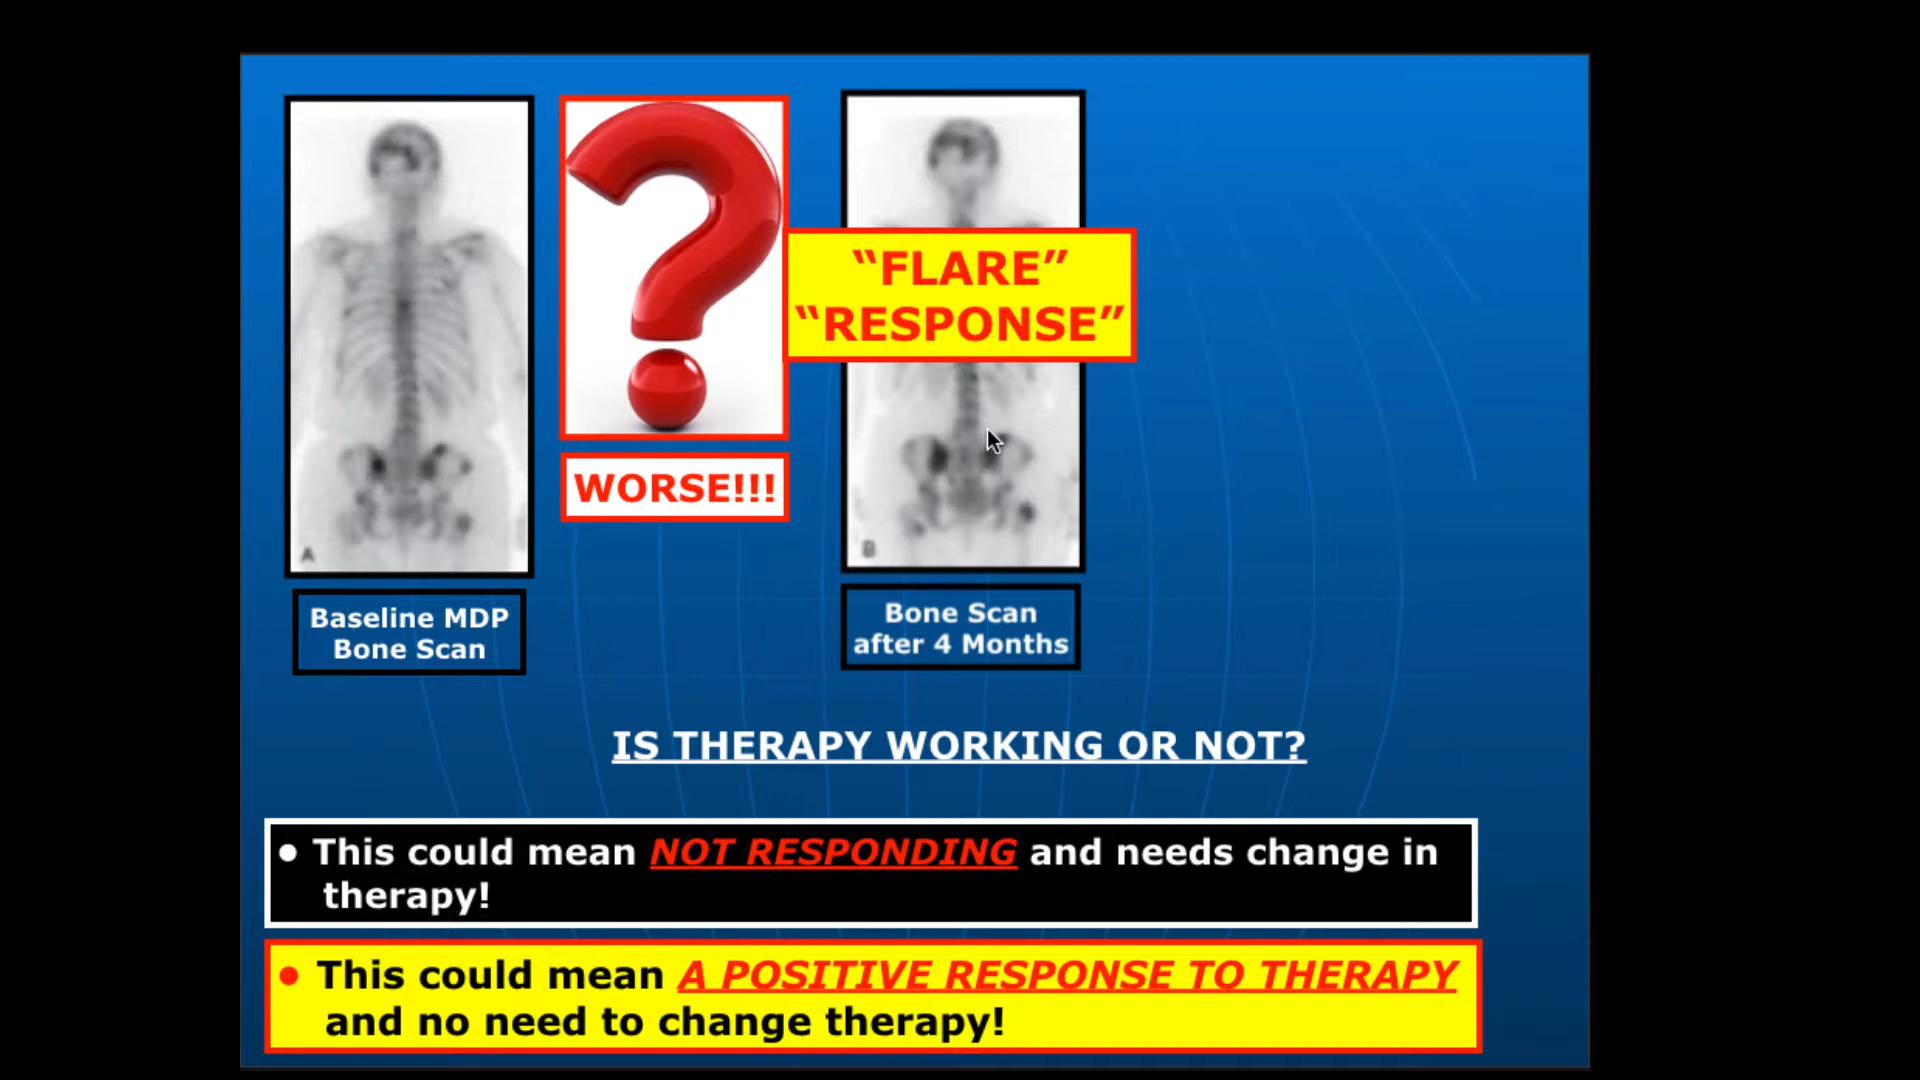 A
Baseline MDP
Bone Scan
WORSE!!!
“FLARE”
“RESPONSE”
B
Bone Scan
after 4 Months
IS THERAPY WORKING OR NOT?
• This could mean NOT RESPONDING and needs change in
therapy!
• This could mean A POSITIVE RESPONSE TO THERAPY
and no need to change therapy!